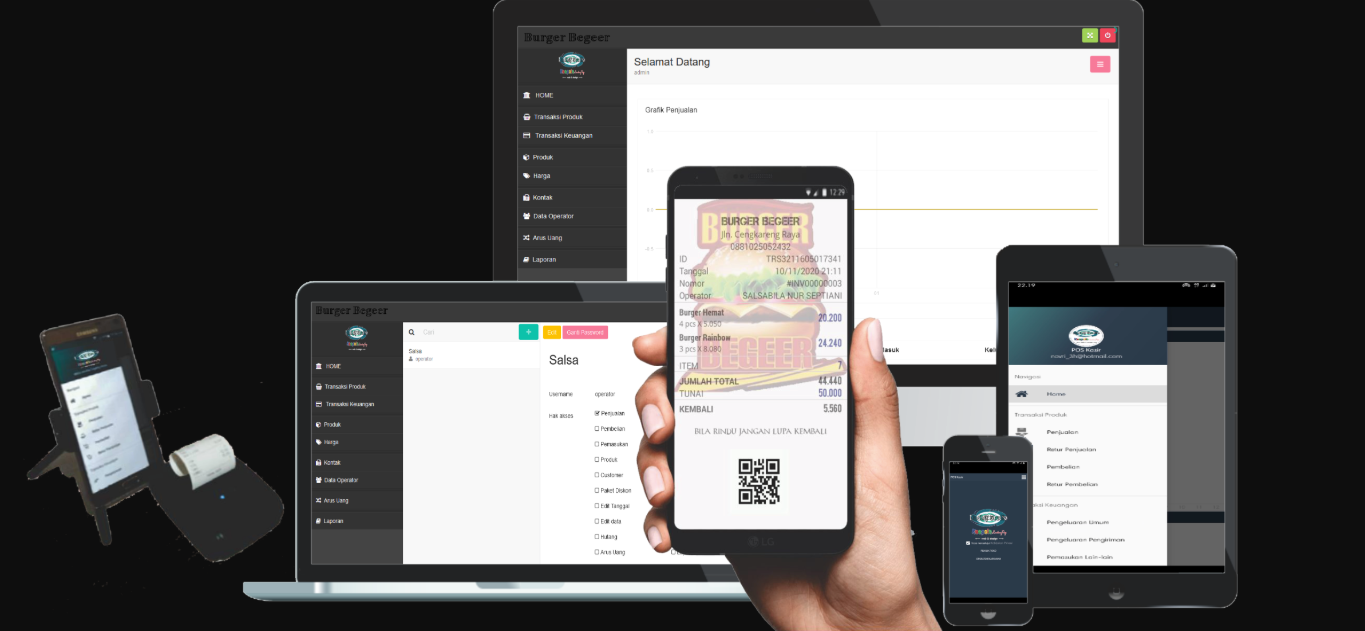 Burger Begeer
Selamat Datang
admin
HOME
Transaksi Produk
Transaksi Keuangan
Produk
Harga
Kontak
Data Operator
Arus Uang
Laporan
Grafik Penjualan
Burger Begeer
HOME
Transaksi Produk
Transaksi Keuangan
Produk
Harga
Kontak
Data Operator
Arus Uang
Laporan
Cari
+
Edit
Ganti Password
Salsa
operator
Salsa
Username operator
Hak akses
Penjualan
Pembelian
Pemasukan
Produk
Customer
Paket Diskon
Edit Tanggal
Edit data
Hutang
Arus Uang
12:29
BURGER
BEGEER
BURGER BEGEER
Jln. Cengkareng Raya
0881025052432
ID TRS3211605017341
Tanggal 10/11/2020 21:11
Nomor #INV00000003
Operator SALSABILA NUR SEPTIANI
Burger Hemat
4 pcs X 5.050 20.200
Burger Rainbow
3 pcs X 8.080 24.240
ITEM 7
JUMLAH TOTAL 44.440
TUNAI 50.000
KEMBALI 5.560
BILA RINDU JANGAN LUPA KEMBALI
LG
22.19
POS Kasir
Navigasi
Home
Transaksi Produk
Penjualan
Retur Penjualan
Pembelian
Retur Pembelian
Keuangan
Pengeluaran Umum
Pengeluaran Pengiriman
Pemasukan Lain-lain